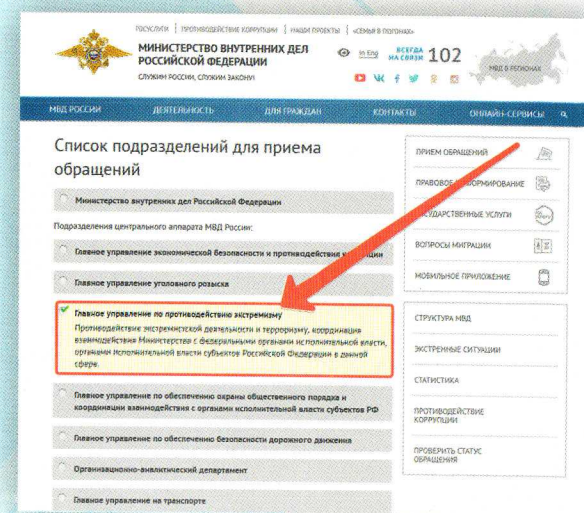 ГОСУСЛУГИ | ПРОТИВОДЕЙСТВИЕ КОРРУПЦИИ | НАШИ ПРОЕКТЫ | «СЕМЬЯ В ПОГОНАХ»
МИНИСТЕРСТВО ВНУТРЕННИХ ДЕЛ
РОССИЙСКОЙ ФЕДЕРАЦИИ
СЛУЖИМ РОССИИ, СЛУЖИМ ЗАКОНУ!
In Eng
ВСЕГДА
НА СВЯЗИ 102
МВД В РЕГИОНАХ
МВД РОССИИ ДЕЯТЕЛЬНОСТЬ ДЛЯ ГРАЖДАН КОНТАКТЫ ОНЛАЙН-СЕРВИСЫ
Список подразделений для приема
обращений
Министерство внутренних дел Российской Федерации
Подразделения центрального аппарата МВД России:
Главное управление экономической безопасности и противодействия
Главное управление уголовного розыска
Главное управление по противодействию экстремизму
Противодействие экстремистской деятельности и терроризму, координация
взаимодействия Министерства с федеральными органами исполнительной власти,
органами исполнительной власти субъектов Российской Федерации в данной
сфере.
Главное управление по обеспечению охраны общественного порядка и
координации взаимодействия с органами исполнительной власти субъектов РФ
Главное управление по обеспечению безопасности дорожного движения
Организационно-аналитический департамент
Главное управление на транспорте
ПРИЕМ ОБРАЩЕНИЙ
ПРАВОВОЕ
ГОСУДАРСТВЕННЫЕ УСЛУГИ
ВОПРОСЫ МИГРАЦИИ
МОБИЛЬНОЕ ПРИЛОЖЕНИЕ
СТРУКТУРА МВД
ЭКСТРЕННЫЕ СИТУАЦИИ
СТАТИСТИКА
ПРОТИВОДЕЙСТВИЕ
КОРРУПЦИИ
ПРОВЕРИТЬ СТАТУС
ОБРАЩЕНИЯ